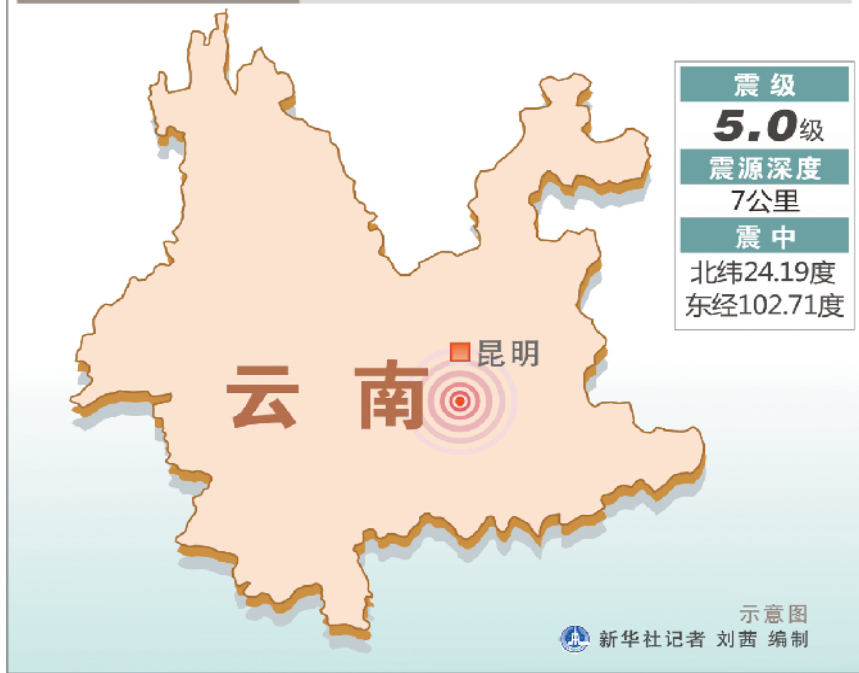 震级
5.0级
震源深度
7公里
震中
北纬24.19度
东经102.71度
昆明
云南
示意图
新华社记者 刘茜 编制